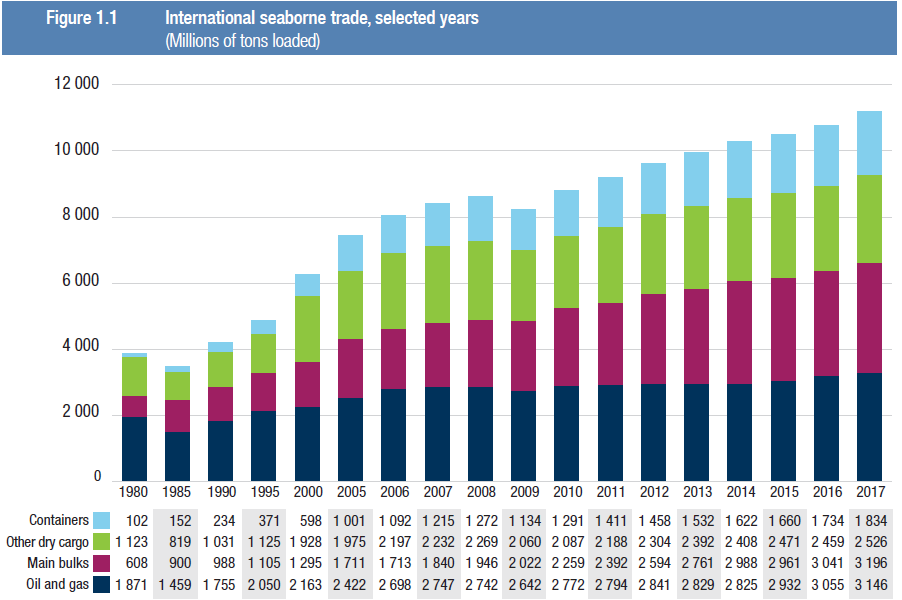 Figure 1.1 International seaborne trade, selected years
(Millions of tons loaded)
12 000
10 000
8 000
6 000
4 000
2 000
0
1980 1985 1990 1995 2000 2005 2006 2007 2008 2009 2010 2011 2012 2013 2014 2015 2016 2017
Containers 102 152 234 371 598 1 001 1 092 1 215 1 272 1 134 1 291 1 411 1 458 1 532 1 622 1 660 1 734 1 834
Other dry cargo 1 123 819 1 031 1 125 1 928 1 975 2 197 2 232 2 269 2 060 2 087 2 188 2 304 2 392 2 408 2 471 2 459 2 526
Main bulks 608 900 988 1 105 1 295 1 711 1 713 1 840 1 946 2 022 2 259 2 392 2 594 2 761 2 988 2 961 3 041 3 196
Oil and gas 1 871 1 459 1 755 2 050 2 163 2 422 2 698 2 747 2 742 2 642 2 772 2 794 2 841 2 829 2 825 2 932 3 055 3 146